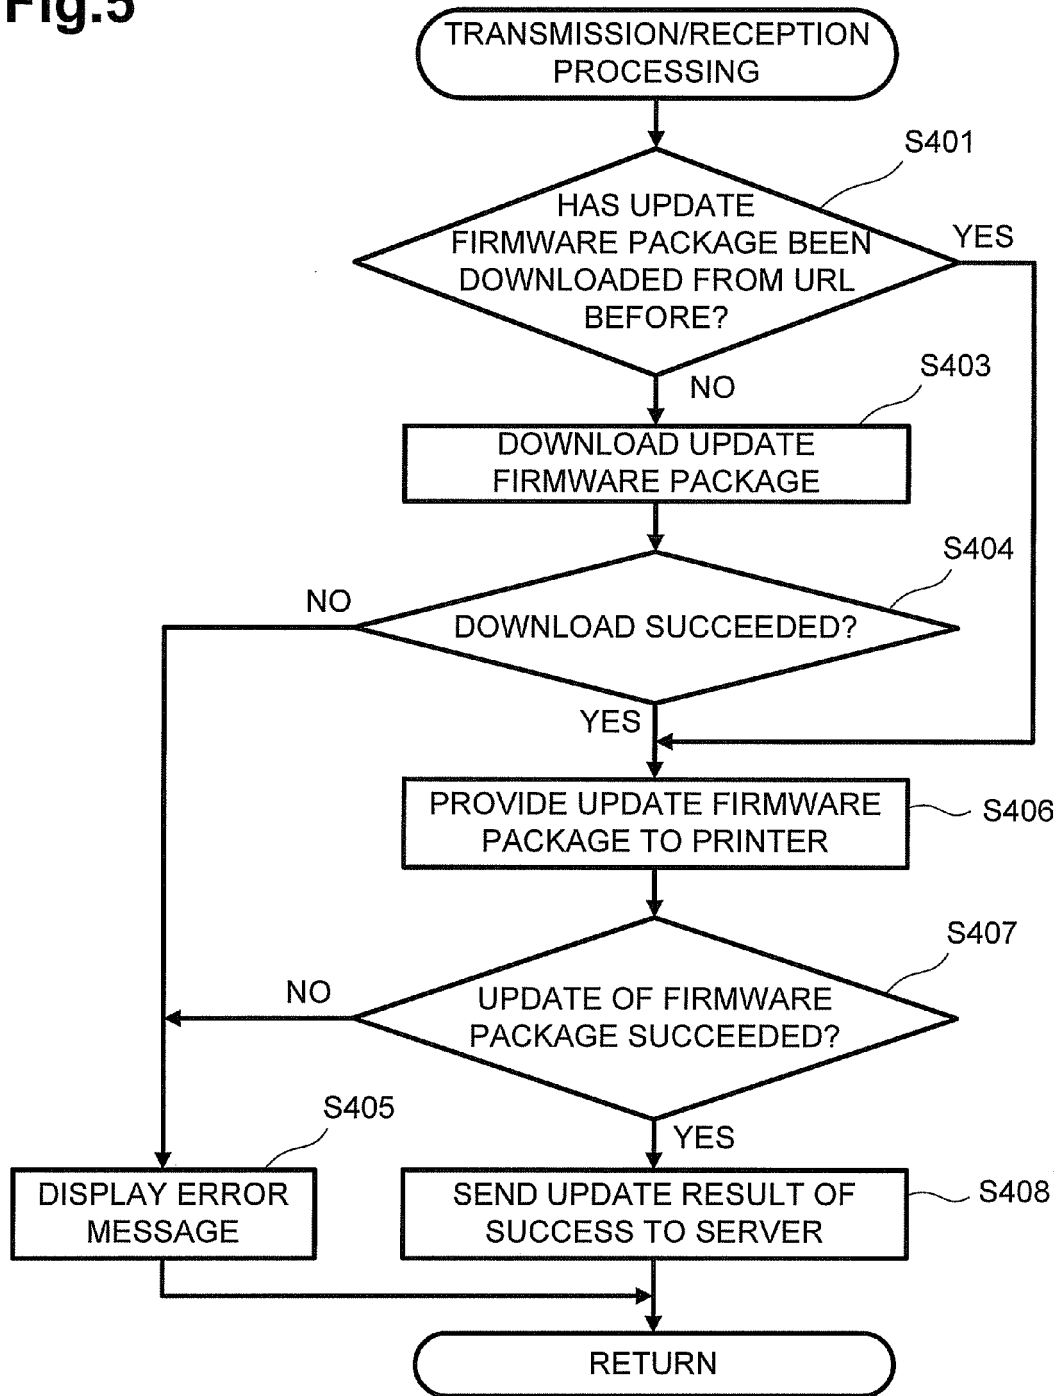 Fig.5
TRANSMISSION/RECEPTION
PROCESSING
S401
HAS UPDATE
FIRMWARE PACKAGE BEEN
DOWNLOADED FROM URL
BEFORE?
YES
NO
S403
DOWNLOAD UPDATE
FIRMWARE PACKAGE
S404
NO
DOWNLOAD SUCCEEDED?
YES
PROVIDE UPDATE FIRMWARE
PACKAGE TO PRINTER
S406
S407
NO
UPDATE OF FIRMWARE
PACKAGE SUCCEEDED?
YES
S405
DISPLAY ERROR
MESSAGE
SEND UPDATE RESULT OF
SUCCESS TO SERVER
S408
RETURN